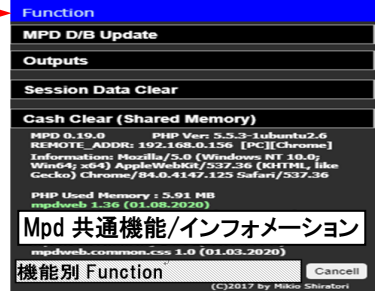 Function
MPD D/B Update
Outputs
Session Data Clear
Cash Clear (Shared Memory)
MPD 0.19.0 PHP Ver: 5.5.3-1ubuntu2.6
REMOTE_ADDR: 192.168.0.156 [PC][Chrome]
Information: Mozilla/5.0 (Windows NT 10.0;
Win64; x64) AppleWebKit/537.36 (KHTML, like
Gecko) Chrome/84.0.4147.125 Safari/537.36
PHP Used Memory : 5.91 MB
mpdweb 1.36 (01.08.2020)
Mpd 共通機能/インフォメーション
mpdweb.common.css 1.0 (01.03.2020)
機能別 Function
Cancell
(C)2017 by Mikio Shiratori